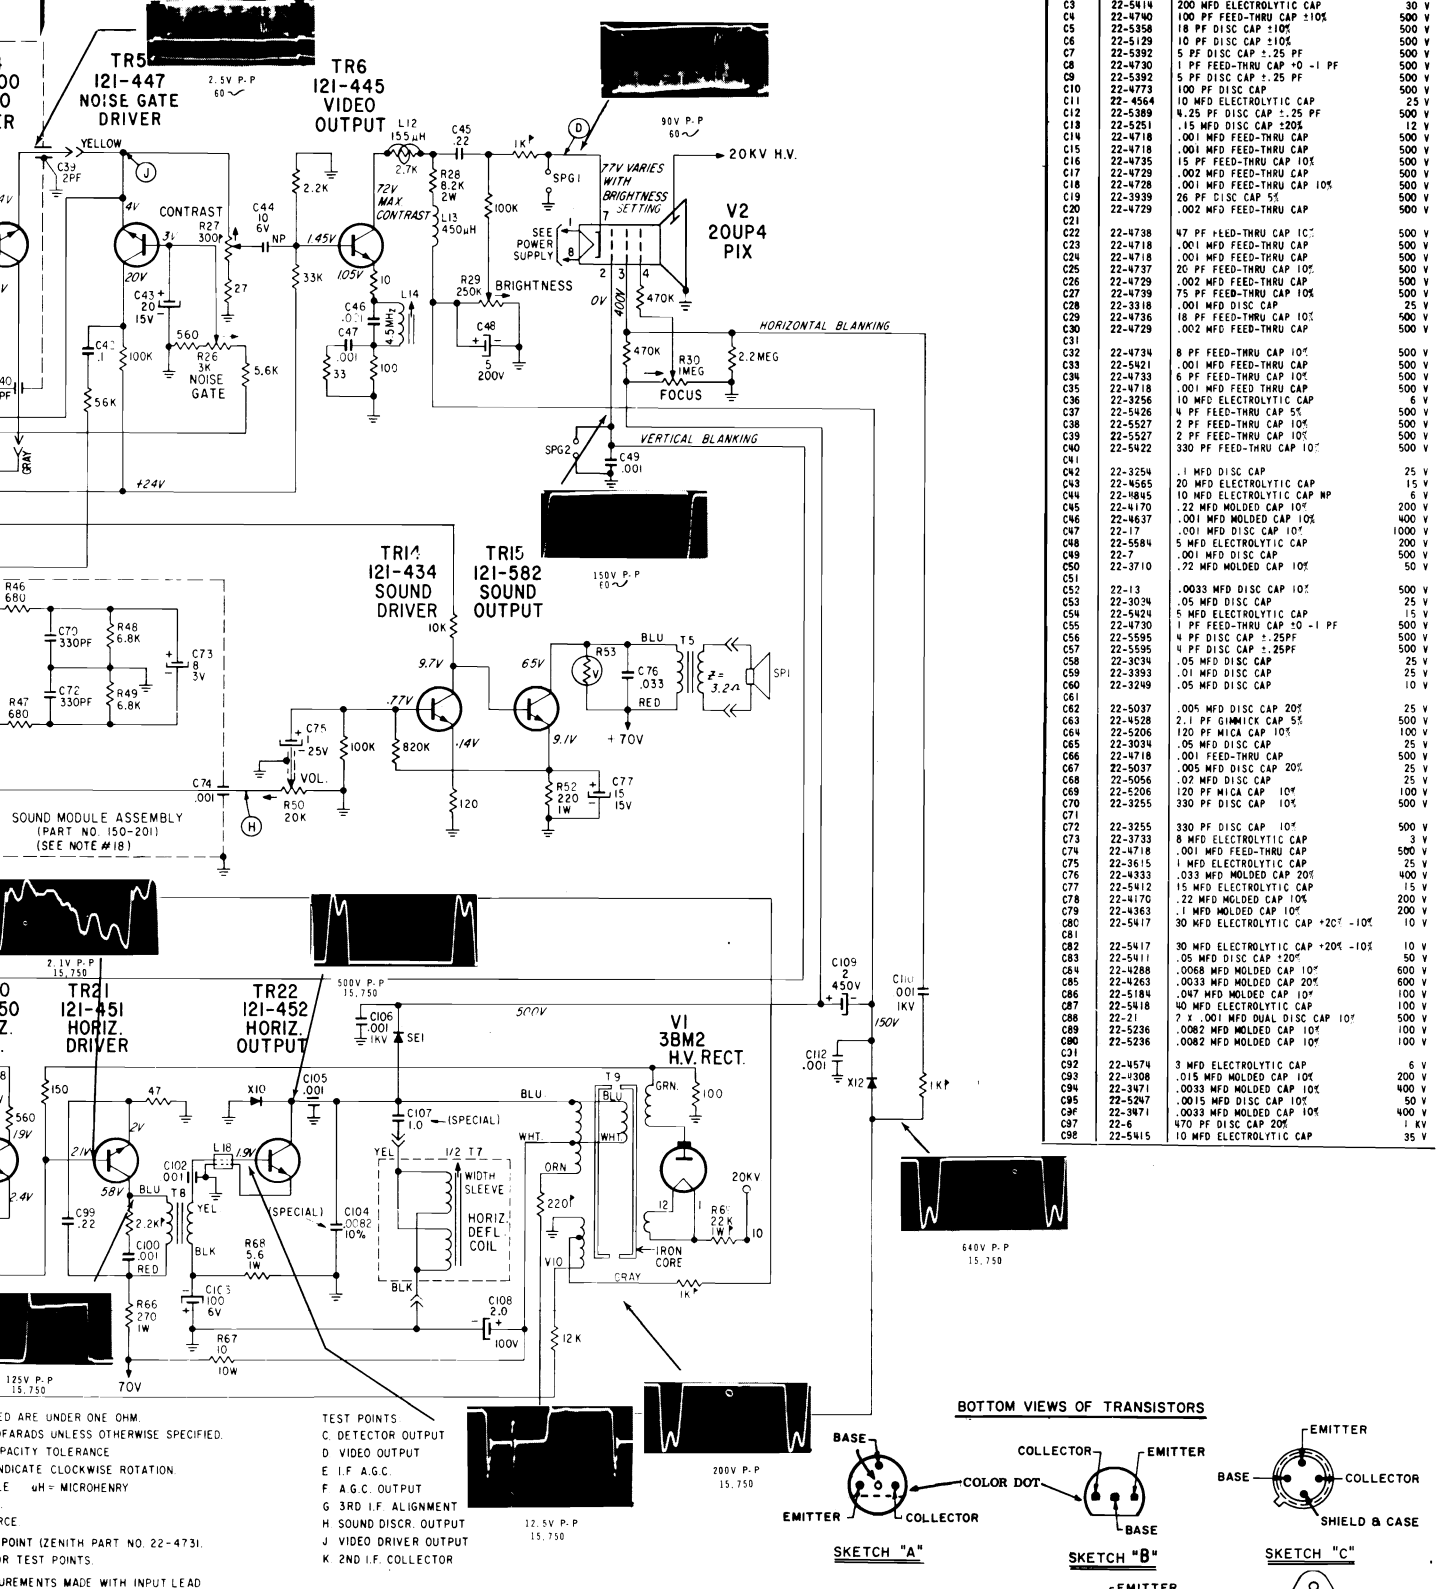 TR5
121-447
NOISE GATE
DRIVER
2.5V P-P
60
TR6
121-445
VIDEO
OUTPUT
90V P-P
60
YELLOW
C39
2PF
J
4V
CONTRAST
R27
300
C44
10
6V
NP
3V
20V
C43
20
15V
27
2.2K
33K
1.45V
.105V
L12
155µH
2.7K
72V
MAX
CONTRAST
R28
8.2K
2W
L13
450µH
C45
.22
1K
100K
D
SPG1
77V VARIES
WITH
BRIGHTNESS
SETTING
20KV H.V.
V2
20UP4
PIX
SEE
POWER
SUPPLY
1
8
7
2
3
4
0V
400V
470K
R29
250K
BRIGHTNESS
10
C46
L14
4.5MHz
C47
.001
33
100
C48
5
200V
HORIZONTAL BLANKING
470K
2.2MEG
R30
1MEG
FOCUS
560
R26
3K
NOISE
GATE
5.6K
.1
100K
56K
GRAY
+24V
VERTICAL BLANKING
SPG2
C49
.001
150V P-P
60
TR14
121-434
SOUND
DRIVER
TR15
121-582
SOUND
OUTPUT
R46
680
C70
330PF
R48
6.8K
C73
8
3V
C72
330PF
R49
6.8K
R47
680
10K
9.7V
65V
.77V
.14V
9.1V
BLU
R53
V
C76
.033
RED
T5
Z=
3.2Ω
SP1
+70V
C75
1
25V
100K
820K
VOL.
R50
20K
120
R52
220
1W
C77
15
15V
C74
.001
H
SOUND MODULE ASSEMBLY
(PART NO. 150-201)
(SEE NOTE #18)
2.1V P-P
15,750
500V P-P
15,750
TR21
121-451
HORIZ.
DRIVER
TR22
121-452
HORIZ.
OUTPUT
C106
.001
1KV
SE1
500V
V1
3BM2
H.V. RECT.
C109
2
450V
150V
C110
001
1KV
C112
.001
X12
1K
150
560
.19V
2.4V
47
.2V
.21V
58V
X10
C105
.001
C107
1.0
(SPECIAL)
BLU
WHT.
ORN
T9
BLU
WHT.
GRN.
100
L18
1.9V
C102
001
BLU
T8
YEL
BLK
C99
.22
2.2K
C100
.001
RED
(SPECIAL)
C104
.0082
10%
YEL
1/2 T7
WIDTH
SLEEVE
HORIZ.
DEFL.
COIL
BLK
220
VIO
GRAY
IRON
CORE
12
1
20KV
22K
1W
10
1K
R68
5.6
1W
100
6V
R66
270
1W
R67
10
10W
70V
C108
2.0
100V
12K
125V P-P
15,750
640V P-P
15,750
200V P-P
15,750
12.5V P-P
15,750
ED ARE UNDER ONE OHM.
OFARADS UNLESS OTHERWISE SPECIFIED.
PACITY TOLERANCE
NDICATE CLOCKWISE ROTATION.
LE uH = MICROHENRY
RCE
POINT (ZENITH PART NO. 22-473).
OR TEST POINTS.
UREMENTS MADE WITH INPUT LEAD
TEST POINTS
C. DETECTOR OUTPUT
D VIDEO OUTPUT
E I.F A.G.C.
F A.G.C. OUTPUT
G 3RD I.F. ALIGNMENT
H. SOUND DISCR. OUTPUT
J VIDEO DRIVER OUTPUT
K 2ND I.F. COLLECTOR
BOTTOM VIEWS OF TRANSISTORS
BASE
EMITTER
COLLECTOR
SKETCH "A"
COLOR DOT
COLLECTOR
EMITTER
BASE
SKETCH "B"
EMITTER
EMITTER
BASE
COLLECTOR
SHIELD & CASE
SKETCH "C"
C3 22-5414 200 MFD ELECTROLYTIC CAP 30 V
C4 22-4740 100 PF FEED-THRU CAP ±10% 500 V
C5 22-5358 18 PF DISC CAP ±10% 500 V
C6 22-5129 10 PF DISC CAP ±10% 500 V
C7 22-5392 5 PF DISC CAP ±.25 PF 500 V
C8 22-4730 1 PF FEED-THRU CAP +0 -1 PF 500 V
C9 22-5392 5 PF DISC CAP ±.25 PF 500 V
C10 22-4773 100 PF DISC CAP 500 V
C11 22-4564 10 MFD ELECTROLYTIC CAP 25 V
C12 22-5389 4.25 PF DISC CAP ±.25 PF 500 V
C13 22-5251 .15 MFD DISC CAP ±20% 12 V
C14 22-4718 .001 MFD FEED-THRU CAP 500 V
C15 22-4718 .001 MFD FEED-THRU CAP 500 V
C16 22-4735 15 PF FEED-THRU CAP 10% 500 V
C17 22-4729 .002 MFD FEED-THRU CAP 500 V
C18 22-4728 .001 MFD FEED-THRU CAP 10% 500 V
C19 22-3939 26 PF DISC CAP 5% 500 V
C20 22-4729 .002 MFD FEED-THRU CAP 500 V
C21
C22 22-4738 47 PF FEED-THRU CAP 10% 500 V
C23 22-4718 .001 MFD FEED-THRU CAP 500 V
C24 22-4718 .001 MFD FEED-THRU CAP 500 V
C25 22-4737 20 PF FEED-THRU CAP 10% 500 V
C26 22-4729 .002 MFD FEED-THRU CAP 500 V
C27 22-4739 75 PF FEED-THRU CAP 10% 500 V
C28 22-3318 .001 MFD DISC CAP 25 V
C29 22-4736 18 PF FEED-THRU CAP 10% 500 V
C30 22-4729 .002 MFD FEED-THRU CAP 500 V
C31
C32 22-4734 8 PF FEED-THRU CAP 10% 500 V
C33 22-5421 .001 MFD FEED-THRU CAP 500 V
C34 22-4733 6 PF FEED-THRU CAP 10% 500 V
C35 22-4718 .001 MFD FEED THRU CAP 500 V
C36 22-3256 10 MFD ELECTROLYTIC CAP 6 V
C37 22-5426 4 PF FEED-THRU CAP 5% 500 V
C38 22-5527 2 PF FEED-THRU CAP 10% 500 V
C39 22-5527 2 PF FEED-THRU CAP 10% 500 V
C40 22-5422 330 PF FEED-THRU CAP 10% 500 V
C41
C42 22-3254 .1 MFD DISC CAP 25 V
C43 22-4565 20 MFD ELECTROLYTIC CAP 15 V
C44 22-4845 10 MFD ELECTROLYTIC CAP NP 6 V
C45 22-4170 .22 MFD MOLDED CAP 10% 200 V
C46 22-4637 .001 MFD MOLDED CAP 10% 400 V
C47 22-17 .001 MFD DISC CAP 10% 1000 V
C48 22-5584 5 MFD ELECTROLYTIC CAP 200 V
C49 22-7 .001 MFD DISC CAP 500 V
C50 22-3710 .22 MFD MOLDED CAP 10% 50 V
C51
C52 22-13 .0033 MFD DISC CAP 10% 500 V
C53 22-3034 .05 MFD DISC CAP 25 V
C54 22-5424 5 MFD ELECTROLYTIC CAP 15 V
C55 22-4730 1 PF FEED-THRU CAP ±0 -1 PF 500 V
C56 22-5595 4 PF DISC CAP ±.25PF 500 V
C57 22-5595 4 PF DISC CAP ±.25PF 500 V
C58 22-3034 .05 MFD DISC CAP 25 V
C59 22-3393 .01 MFD DISC CAP 25 V
C60 22-3249 .05 MFD DISC CAP 10 V
C61
C62 22-5037 .005 MFD DISC CAP 20% 25 V
C63 22-4528 2.1 PF GIMMICK CAP 5% 500 V
C64 22-5206 120 PF MICA CAP 10% 100 V
C65 22-3034 .05 MFD DISC CAP 25 V
C66 22-4718 .001 FEED-THRU CAP 500 V
C67 22-5037 .005 MFD DISC CAP 20% 25 V
C68 22-5056 .02 MFD DISC CAP 25 V
C69 22-5206 120 PF MICA CAP 10% 100 V
C70 22-3255 330 PF DISC CAP 10% 500 V
C71
C72 22-3255 330 PF DISC CAP 10% 500 V
C73 22-3733 8 MFD ELECTROLYTIC CAP 3 V
C74 22-4718 .001 MFD FEED-THRU CAP 500 V
C75 22-3615 1 MFD ELECTROLYTIC CAP 25 V
C76 22-4333 .033 MFD MOLDED CAP 20% 400 V
C77 22-5412 15 MFD ELECTROLYTIC CAP 15 V
C78 22-4170 .22 MFD MOLDED CAP 10% 200 V
C79 22-4363 .1 MFD MOLDED CAP 10% 200 V
C80 22-5417 30 MFD ELECTROLYTIC CAP +20% -10% 10 V
C81
C82 22-5417 30 MFD ELECTROLYTIC CAP +20% -10% 10 V
C83 22-5411 .05 MFD DISC CAP ±20% 50 V
C84 22-4288 .0068 MFD MOLDED CAP 10% 600 V
C85 22-4263 .0033 MFD MOLDED CAP 20% 600 V
C86 22-5184 .047 MFD MOLDED CAP 10% 100 V
C87 22-5418 40 MFD ELECTROLYTIC CAP 100 V
C88 22-21 2 X .001 MFD DUAL DISC CAP 10% 500 V
C89 22-5236 .0082 MFD MOLDED CAP 10% 100 V
22-5236 .0082 MFD MOLDED CAP 10% 100 V
C92 22-4574 3 MFD ELECTROLYTIC CAP 6 V
C93 22-4308 .015 MFD MOLDED CAP 10% 200 V
C94 22-3471 .0033 MFD MOLDED CAP 10% 400 V
C95 22-5247 .0015 MFD DISC CAP 10% 50 V
22-3471 .0033 MFD MOLDED CAP 10% 400 V
C97 22-6 470 PF DISC CAP 20% 1 KV
C98 22-5415 10 MFD ELECTROLYTIC CAP 35 V